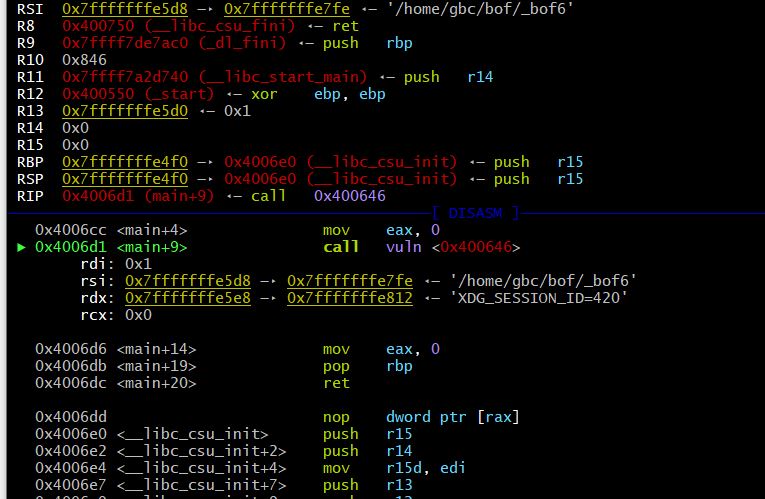 RSI 0x7fffffffe5d8 —▸ 0x7fffffffe7fe ◂— '/home/gbc/bof/_bof6'
R8 0x400750 (__libc_csu_fini) ◂— ret
R9 0x7ffff7de7ac0 (_dl_fini) ◂— push rbp
R10 0x846
R11 0x7ffff7a2d740 (__libc_start_main) ◂— push r14
R12 0x400550 (_start) ◂— xor ebp, ebp
R13 0x7fffffffe5d0 ◂— 0x1
R14 0x0
R15 0x0
RBP 0x7fffffffe4f0 —▸ 0x4006e0 (__libc_csu_init) ◂— push r15
RSP 0x7fffffffe4f0 —▸ 0x4006e0 (__libc_csu_init) ◂— push r15
RIP 0x4006d1 (main+9) ◂— call 0x400646
[ DISASM ]
0x4006cc <main+4> mov eax, 0
► 0x4006d1 <main+9> call vuln <0x400646>
rdi: 0x1
rsi: 0x7fffffffe5d8 —▸ 0x7fffffffe7fe ◂— '/home/gbc/bof/_bof6'
rdx: 0x7fffffffe5e8 —▸ 0x7fffffffe812 ◂— 'XDG_SESSION_ID=420'
rcx: 0x0
0x4006d6 <main+14> mov eax, 0
0x4006db <main+19> pop rbp
0x4006dc <main+20> ret
0x4006dd nop dword ptr [rax]
0x4006e0 <__libc_csu_init> push r15
0x4006e2 <__libc_csu_init+2> push r14
0x4006e4 <__libc_csu_init+4> mov r15d, edi
0x4006e7 <__libc_csu_init+7> push r13